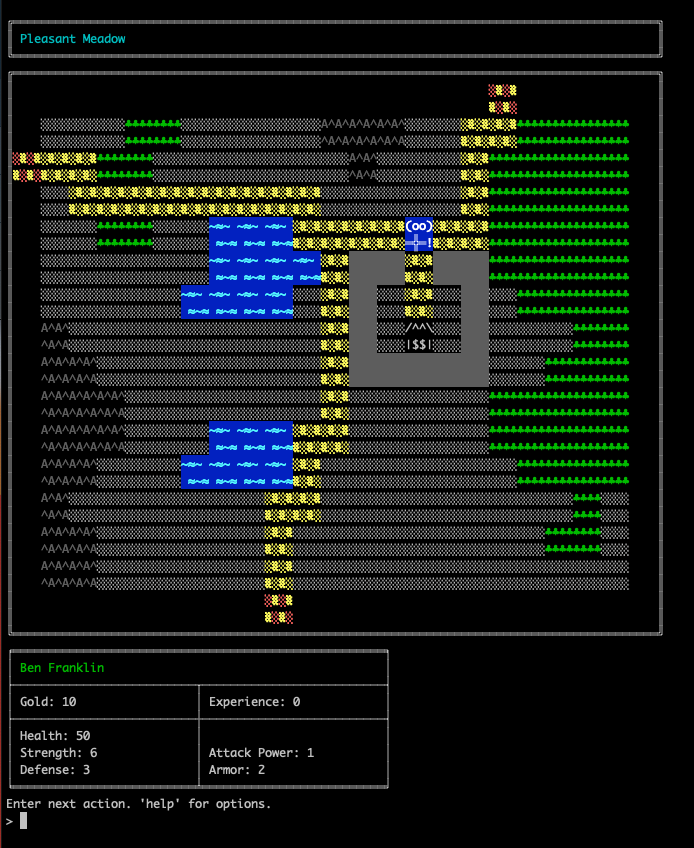 Pleasant Meadow
(oo)
!
/^^\
|$$|
Ben Franklin
Gold: 10
Experience: 0
Health: 50
Strength: 6
Attack Power: 1
Defense: 3
Armor: 2
Enter next action. 'help' for options.
>